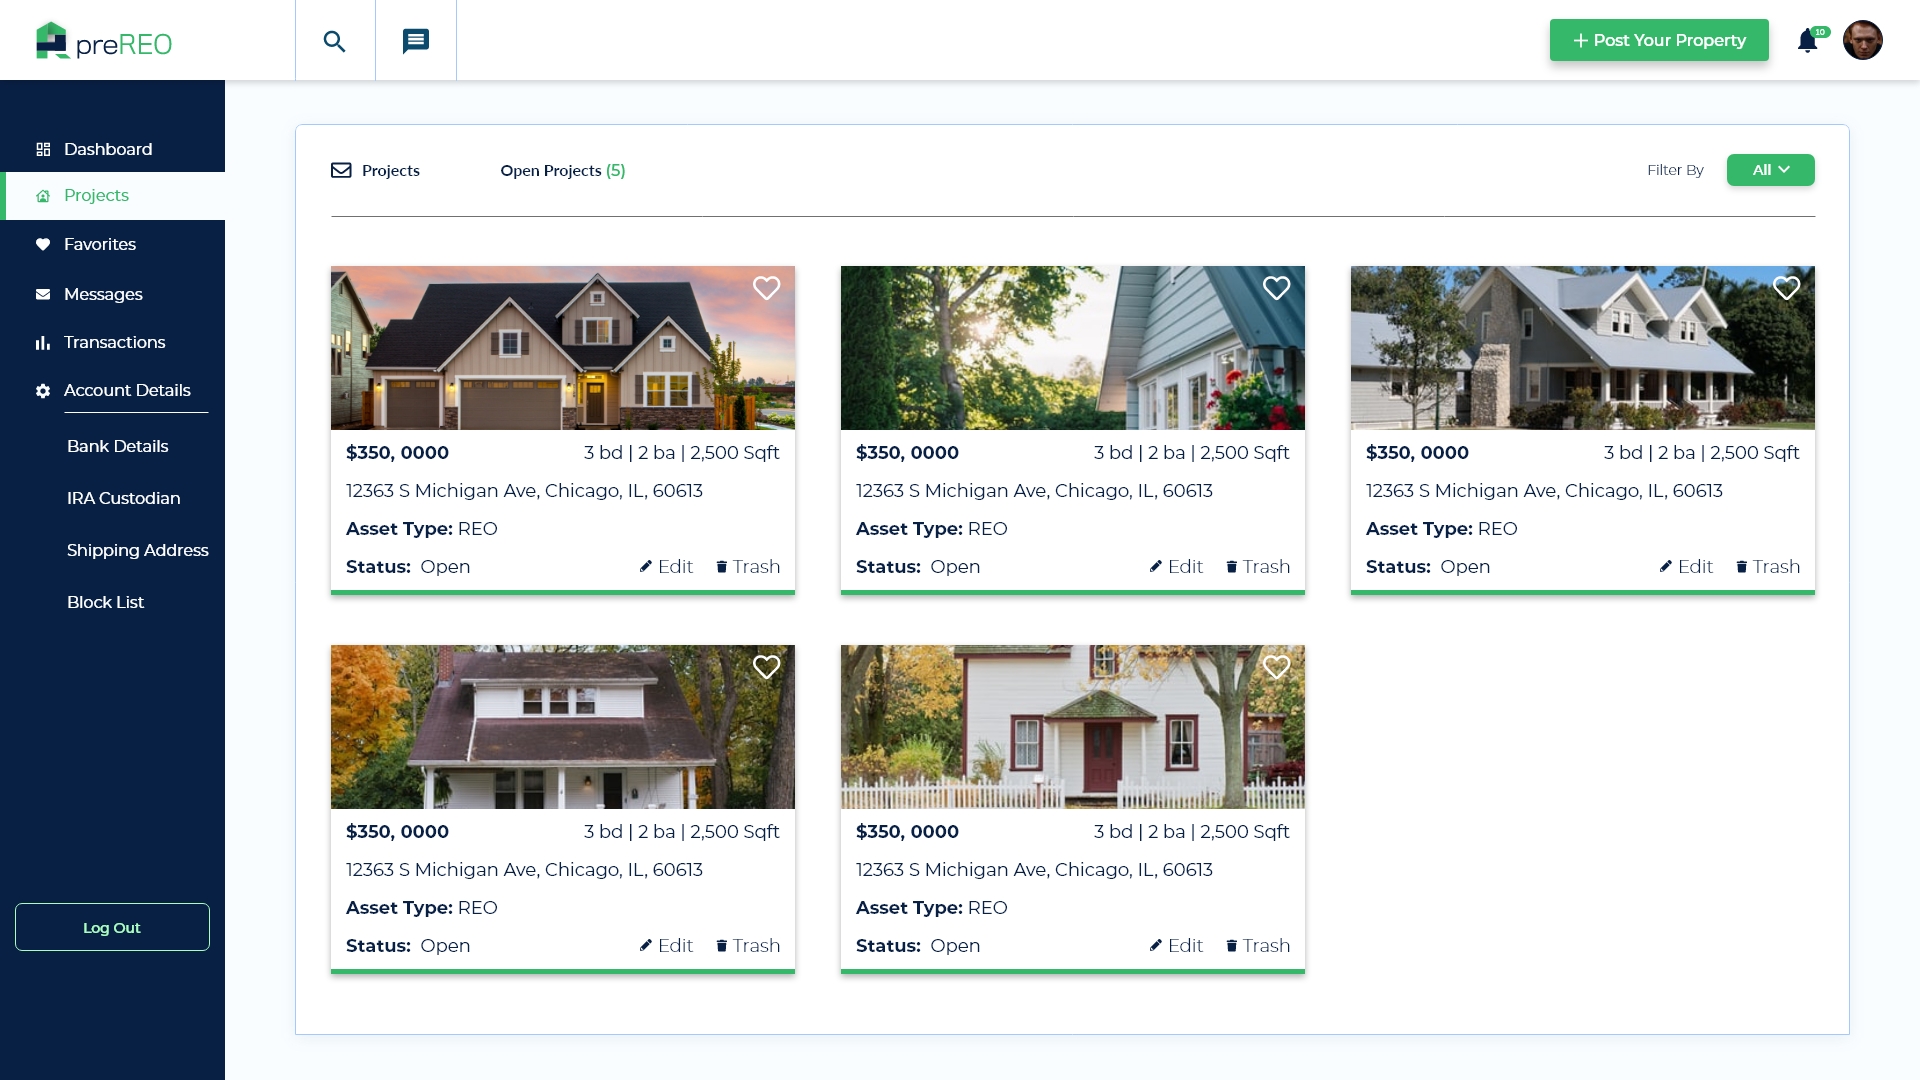 preREO
+ Post Your Property
10
Dashboard
Projects
Favorites
Messages
Transactions
Account Details
Bank Details
IRA Custodian
Shipping Address
Block List
Log Out
Projects
Open Projects (5)
Filter By
All
$350, 0000
3 bd | 2 ba | 2,500 Sqft
12363 S Michigan Ave, Chicago, IL, 60613
Asset Type: REO
Status: Open
Edit
Trash
$350, 0000
3 bd | 2 ba | 2,500 Sqft
12363 S Michigan Ave, Chicago, IL, 60613
Asset Type: REO
Status: Open
Edit
Trash
$350, 0000
3 bd | 2 ba | 2,500 Sqft
12363 S Michigan Ave, Chicago, IL, 60613
Asset Type: REO
Status: Open
Edit
Trash
$350, 0000
3 bd | 2 ba | 2,500 Sqft
12363 S Michigan Ave, Chicago, IL, 60613
Asset Type: REO
Status: Open
Edit
Trash
$350, 0000
3 bd | 2 ba | 2,500 Sqft
12363 S Michigan Ave, Chicago, IL, 60613
Asset Type: REO
Status: Open
Edit
Trash